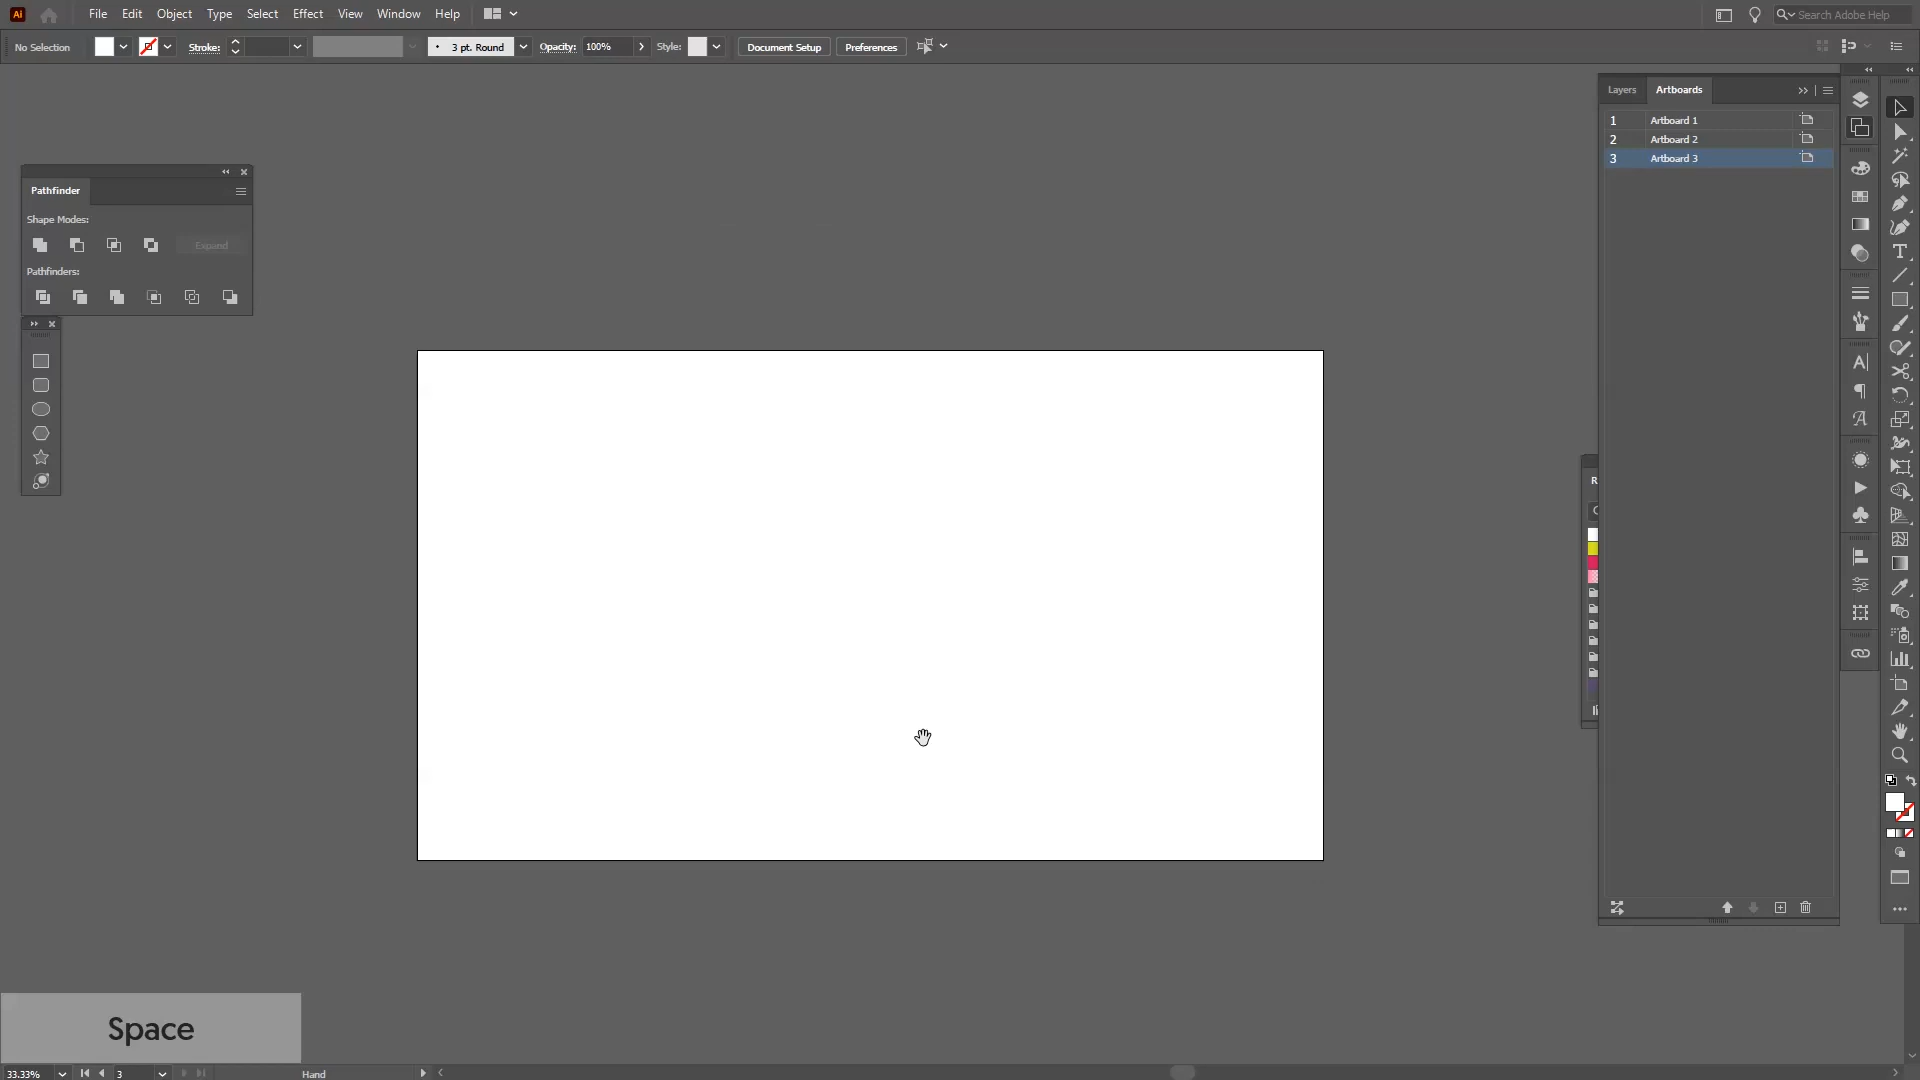 Ai File Edit Object Type Select Effect View Window Help Search Adobe Help
No Selection Stroke: 3 pt. Round Opacity: 100% Style: Document Setup Preferences
Layers Artboards
1 Artboard 1
2 Artboard 2
3 Artboard 3
Pathfinder
Shape Modes:
Expand
Pathfinders:
Space
33.33% 3 Hand